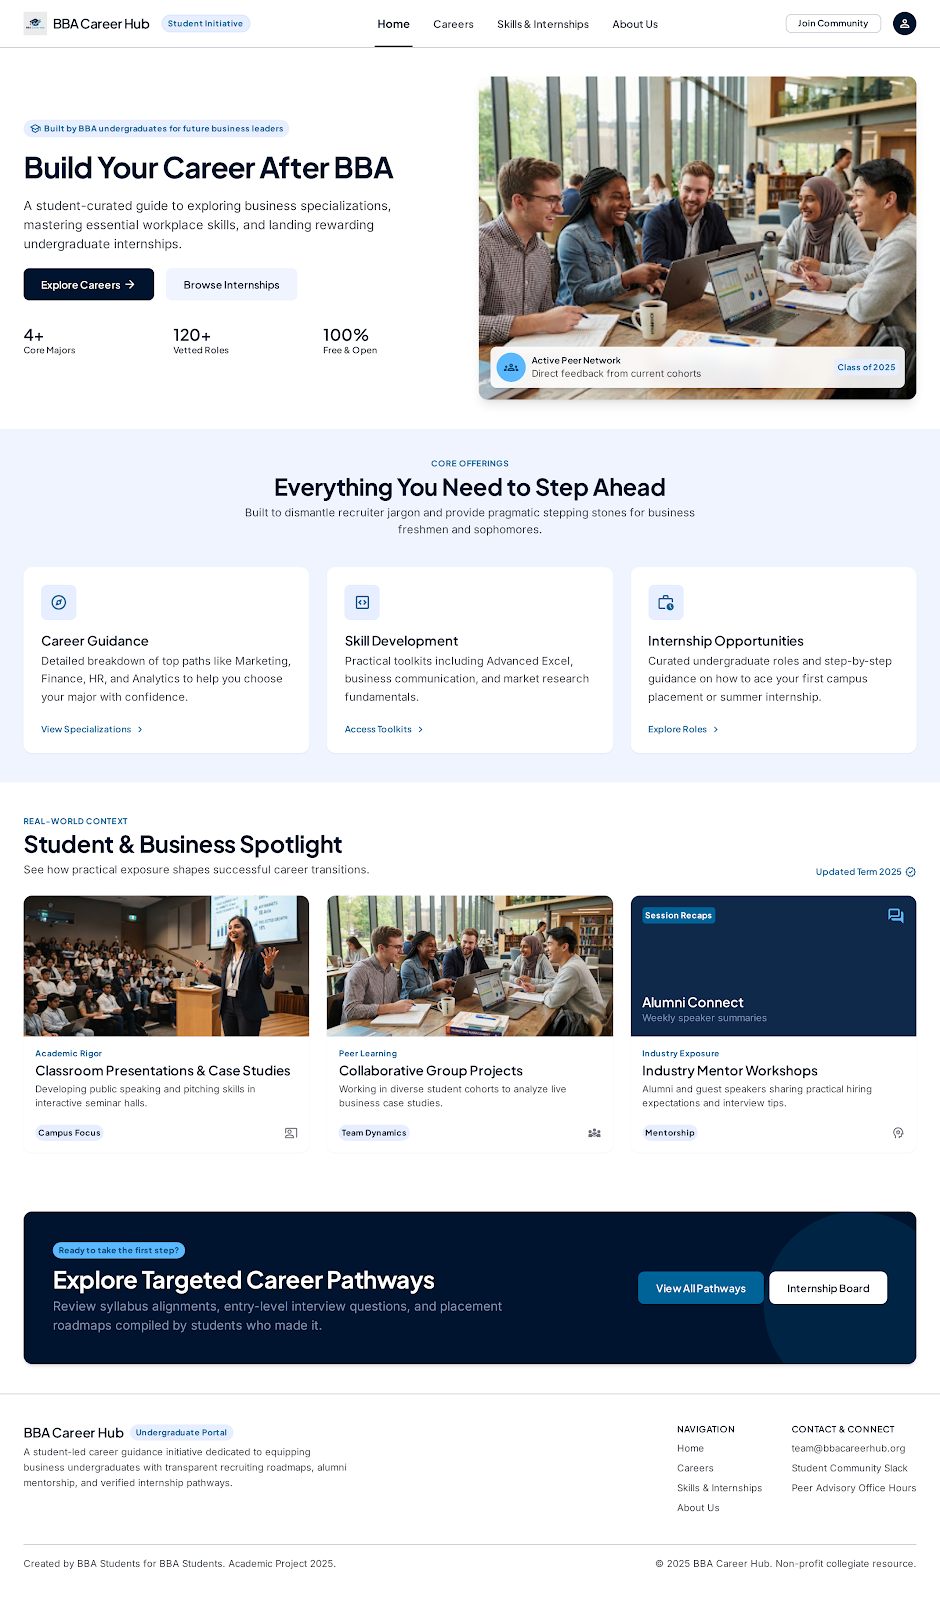 BBA Career Hub
Student Initiative
Home
Careers
Skills & Internships
About Us
Join Community
Built by BBA undergraduates for future business leaders
Build Your Career After BBA
A student-curated guide to exploring business specializations,
mastering essential workplace skills, and landing rewarding
undergraduate internships.
Explore Careers →
Browse Internships
4+
Core Majors
120+
Vetted Roles
100%
Free & Open
Active Peer Network
Direct feedback from current cohorts
Class of 2025
CORE OFFERINGS
Everything You Need to Step Ahead
Built to dismantle recruiter jargon and provide pragmatic stepping stones for business
freshmen and sophomores.
Career Guidance
Detailed breakdown of top paths like Marketing,
Finance, HR, and Analytics to help you choose
your major with confidence.
View Specializations
Skill Development
Practical toolkits including Advanced Excel,
business communication, and market research
fundamentals.
Access Toolkits
Internship Opportunities
Curated undergraduate roles and step-by-step
guidance on how to ace your first campus
placement or summer internship.
Explore Roles
REAL-WORLD CONTEXT
Student & Business Spotlight
See how practical exposure shapes successful career transitions.
Updated Term 2025
Academic Rigor
Classroom Presentations & Case Studies
Developing public speaking and pitching skills in
interactive seminar halls.
Campus Focus
Peer Learning
Collaborative Group Projects
Working in diverse student cohorts to analyze live
business case studies.
Team Dynamics
Session Recaps
Alumni Connect
Weekly speaker summaries
Industry Exposure
Industry Mentor Workshops
Alumni and guest speakers sharing practical hiring
expectations and interview tips.
Mentorship
Ready to take the first step?
Explore Targeted Career Pathways
Review syllabus alignments, entry-level interview questions, and placement
roadmaps compiled by students who made it.
View All Pathways
Internship Board
BBA Career Hub
Undergraduate Portal
A student-led career guidance initiative dedicated to equipping
business undergraduates with transparent recruiting roadmaps, alumni
mentorship, and verified internship pathways.
NAVIGATION
Home
Careers
Skills & Internships
About Us
CONTACT & CONNECT
team@bbacareerhub.org
Student Community Slack
Peer Advisory Office Hours
Created by BBA Students for BBA Students. Academic Project 2025.
© 2025 BBA Career Hub. Non-profit collegiate resource.